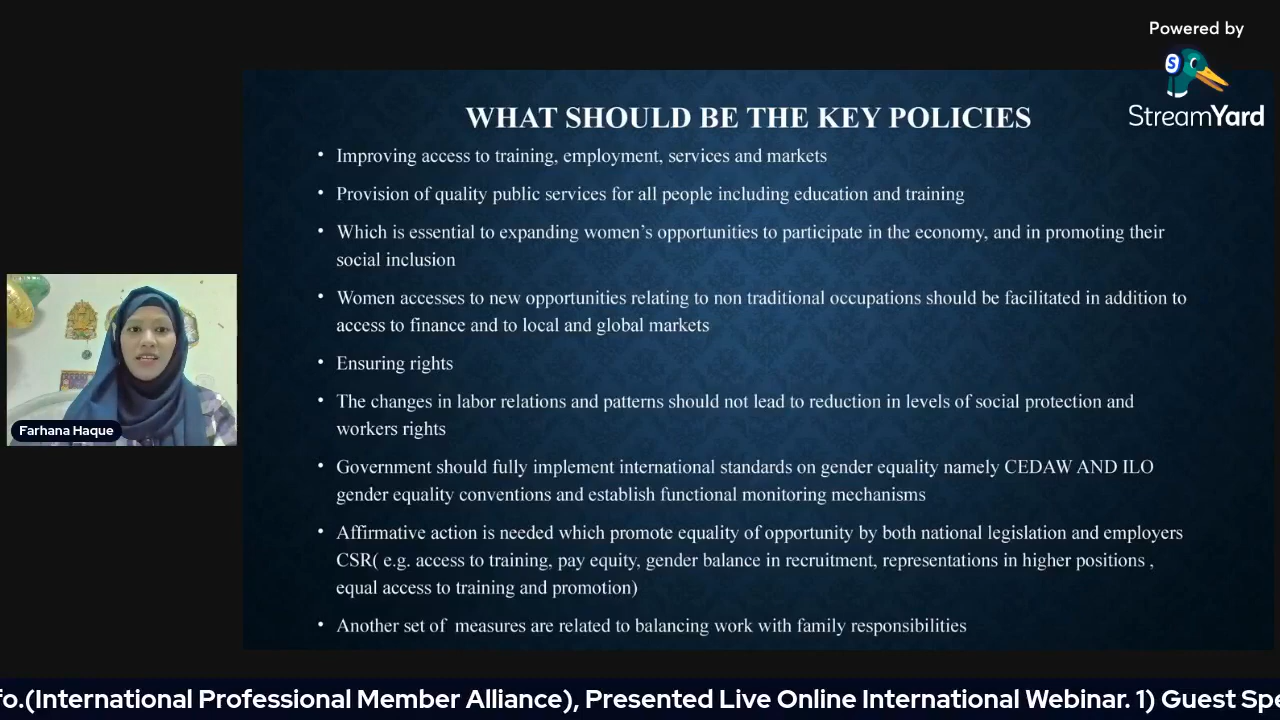 Powered by
StreamYard
WHAT SHOULD BE THE KEY POLICIES
• Improving access to training, employment, services and markets
• Provision of quality public services for all people including education and training
• Which is essential to expanding women's opportunities to participate in the economy, and in promoting their
social inclusion
• Women accesses to new opportunities relating to non traditional occupations should be facilitated in addition to
access to finance and to local and global markets
• Ensuring rights
• The changes in labor relations and patterns should not lead to reduction in levels of social protection and
workers rights
• Government should fully implement international standards on gender equality namely CEDAW AND ILO
gender equality conventions and establish functional monitoring mechanisms
• Affirmative action is needed which promote equality of opportunity by both national legislation and employers
CSR( e.g. access to training, pay equity, gender balance in recruitment, representations in higher positions ,
equal access to training and promotion)
• Another set of measures are related to balancing work with family responsibilities
Farhana Haque
fo.(International Professional Member Alliance), Presented Live Online International Webinar. 1) Guest Spe